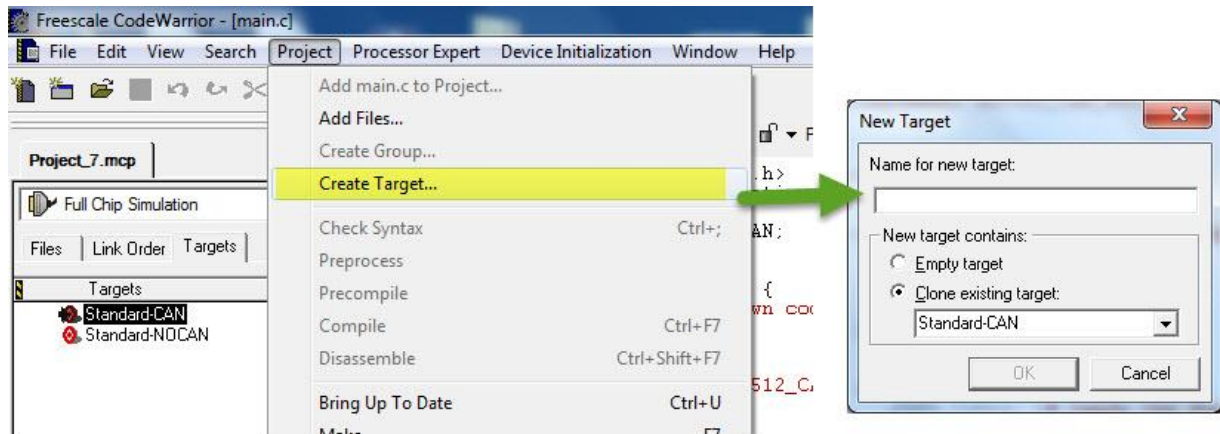 Freescale CodeWarrior - [main.c]
File Edit View Search Project Processor Expert Device Initialization Window Help
Add main.c to Project...
Add Files...
Create Group...
Create Target...
Check Syntax Ctrl+;
Preprocess
Precompile
Compile Ctrl+F7
Disassemble Ctrl+Shift+F7
Bring Up To Date Ctrl+U
Make F7
Project_7.mcp
Full Chip Simulation
Files Link Order Targets
Targets
Standard-CAN
Standard-NOCAN
.h>
AN;
{
wn
512_C
New Target
Name for new target:
New target contains:
Empty target
Clone existing target:
Standard-CAN
OK Cancel